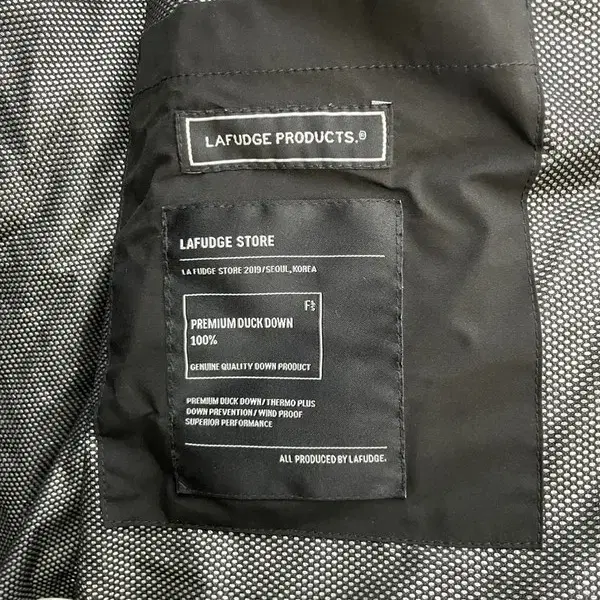 LAFUDGE PRODUCTS.®
LAFUDGE STORE
LA FUDGE STORE 2019/SEOUL, KOREA
PREMIUM DUCK DOWN
100%
GENUINE QUALITY DOWN PRODUCT
PREMIUM DUCK DOWN/THERMO PLUS
DOWN PREVENTION/WIND PROOF
SUPERIOR PERFORMANCE
ALL PRODUCED BY LAFUDGE.